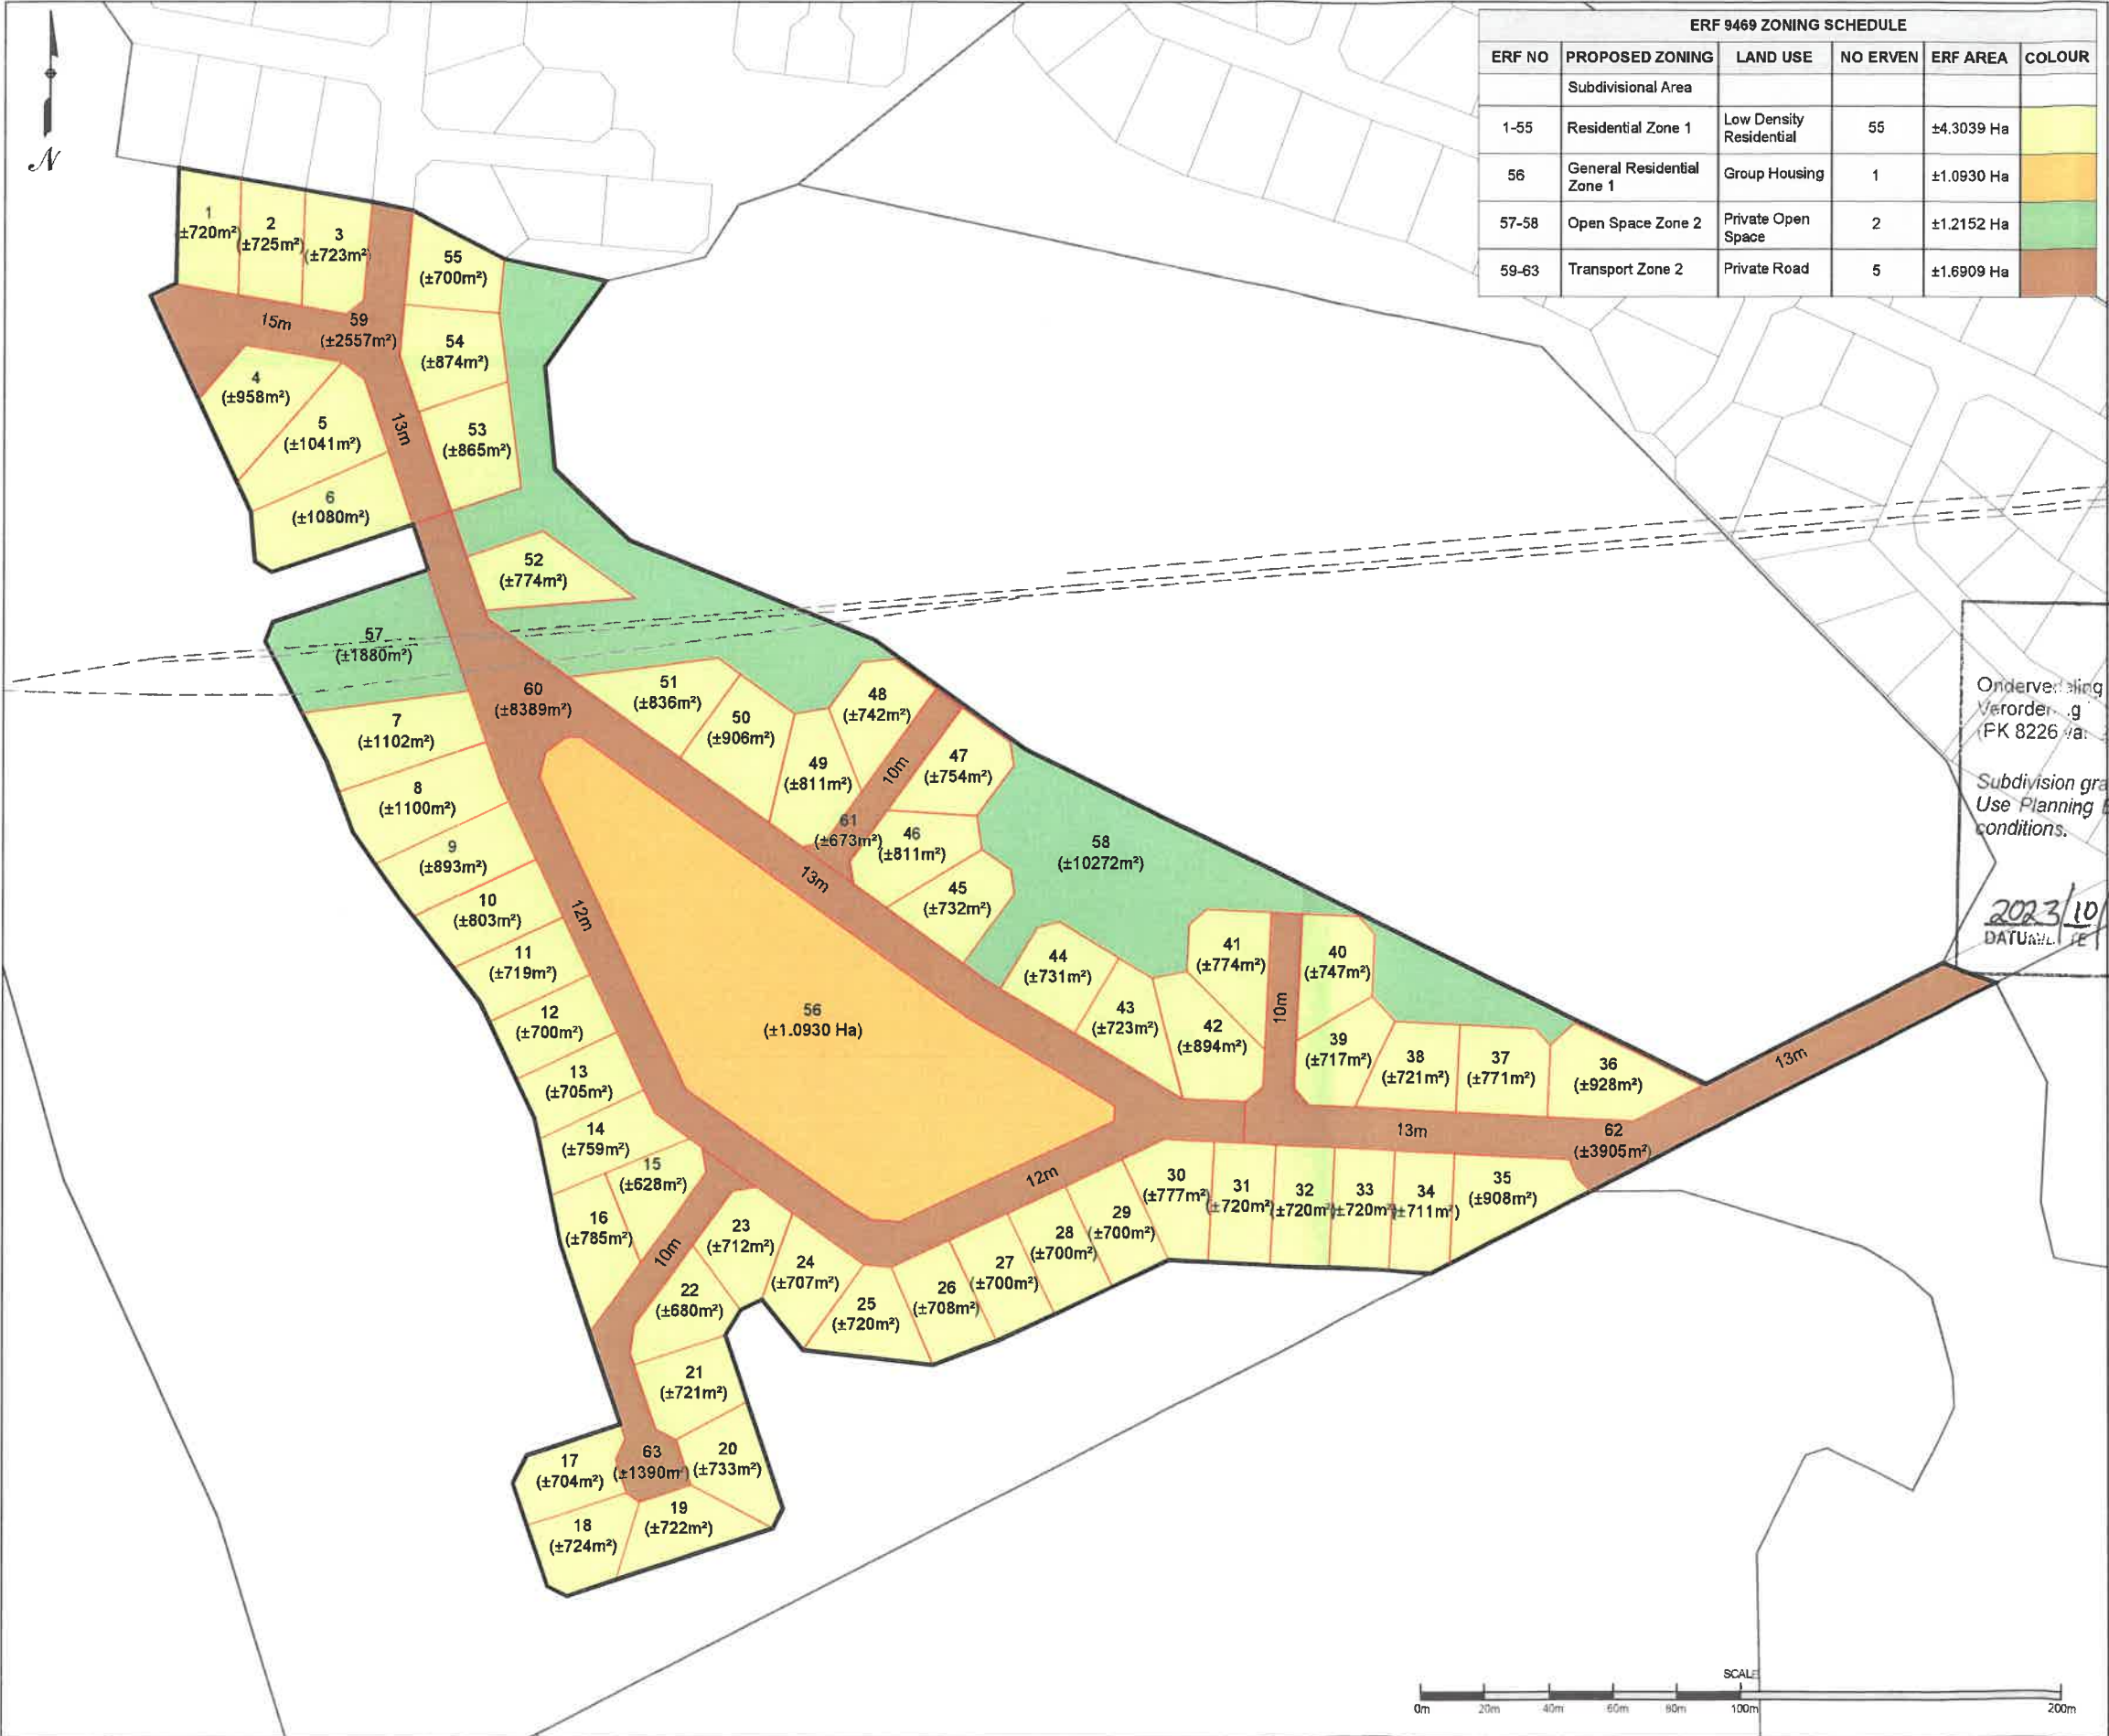 N
ERF 9469 ZONING SCHEDULE
ERF NO PROPOSED ZONING LAND USE NO ERVEN ERF AREA COLOUR
Subdivisional Area
1-55 Residential Zone 1 Low Density Residential 55 ±4.3039 Ha
56 General Residential Zone 1 Group Housing 1 ±1.0930 Ha
57-58 Open Space Zone 2 Private Open Space 2 ±1.2152 Ha
59-63 Transport Zone 2 Private Road 5 ±1.6909 Ha
1
±720m²
2
(±725m²)
3
(±723m²
55
(±700m²)
15m
59
(±2557m²)
54
(±874m²)
4
(±958m²)
5
(±1041m²)
13m
53
(±865m²)
6
(±1080m²)
52
(±774m²)
57
(±1880m²)
60
(±8389m²)
51
(±836m²)
50
(±906m²)
49
(±811m²)
48
(±742m²)
10m
47
(±754m²)
7
(±1102m²)
8
(±1100m²)
9
(±893m²)
10
(±803m²)
11
(±719m²)
12
(±700m²)
13
(±705m²)
14
(±759m²)
15
(±628m²)
16
(±785m²)
12m
61
(±673m²)
46
(±811m²)
13m
45
(±732m²)
58
(±10272m²)
56
(±1.0930 Ha)
44
(±731m²)
43
(±723m²)
42
(±894m²)
41
(±774m²)
10m
40
(±747m²)
39
(±717m²)
38
(±721m²)
37
(±771m²)
36
(±928m²)
13m
13m
62
(±3905m²)
12m
35
(±908m²)
34
(±711m²)
33
(±720m²
32
(±720m²
31
(±720m²)
30
(±777m²)
29
(±700m²)
28
(±700m²)
27
(±700m²)
26
(±708m²)
25
(±720m²)
24
(±707m²)
23
(±712m²)
10m
22
(±680m²)
21
(±721m²)
20
(±733m²)
63
(±1390m²)
17
(±704m²)
18
(±724m²)
19
(±722m²)
(PK 8226
Subdivision gra
Use Planning
conditions.
2023/10/
SCALE
0m 20m 40m 60m 80m 100m 200m